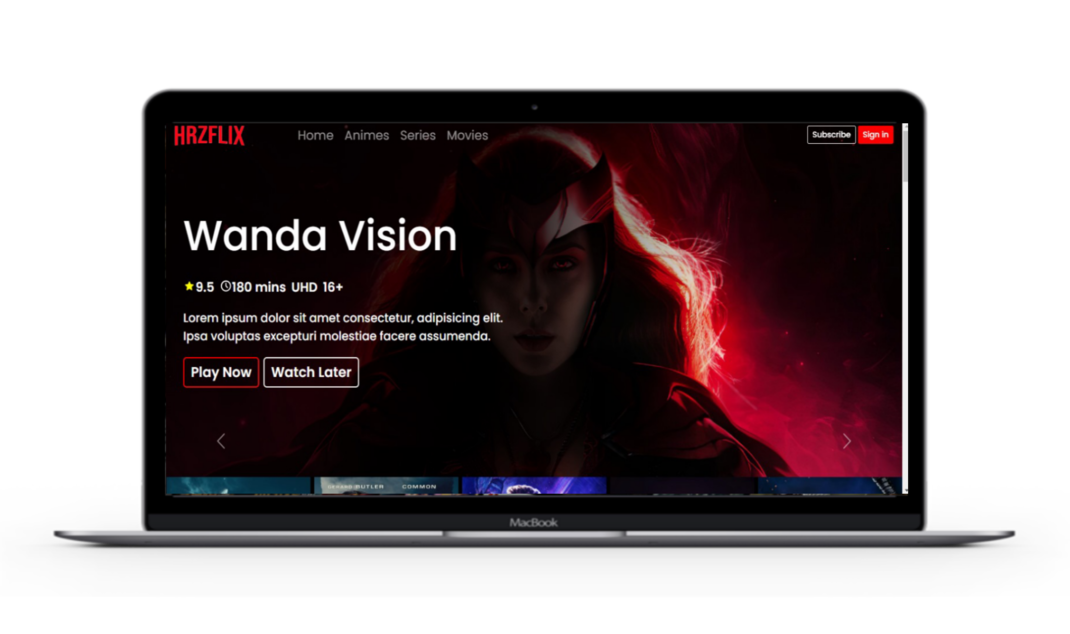 HRZFLIX Home Animes Series Movies Subscribe Sign in
Wanda Vision
9.5 180 mins UHD 16+
Lorem ipsum dolor sit amet consectetur, adipisicing elit.
Ipsa voluptas excepturi molestiae facere assumenda.
Play Now Watch Later
BUTLER COMMON
MacBook